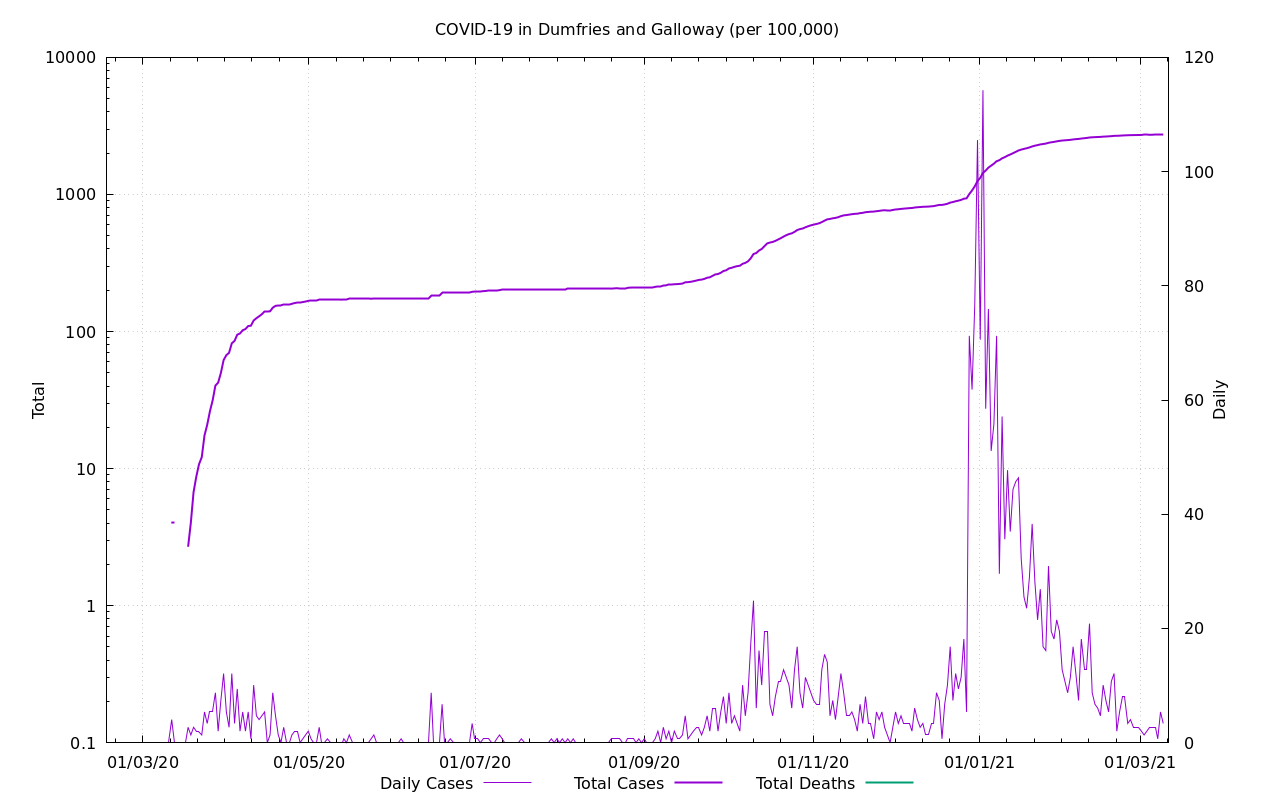 COVID-19 in Dumfries and Galloway (per 100,000)
10000
1000
100
10
1
0.1
Total
120
100
80
60
40
20
0
Daily
01/03/20 01/05/20 01/07/20 01/09/20 01/11/20 01/01/21 01/03/21
Daily Cases Total Cases Total Deaths